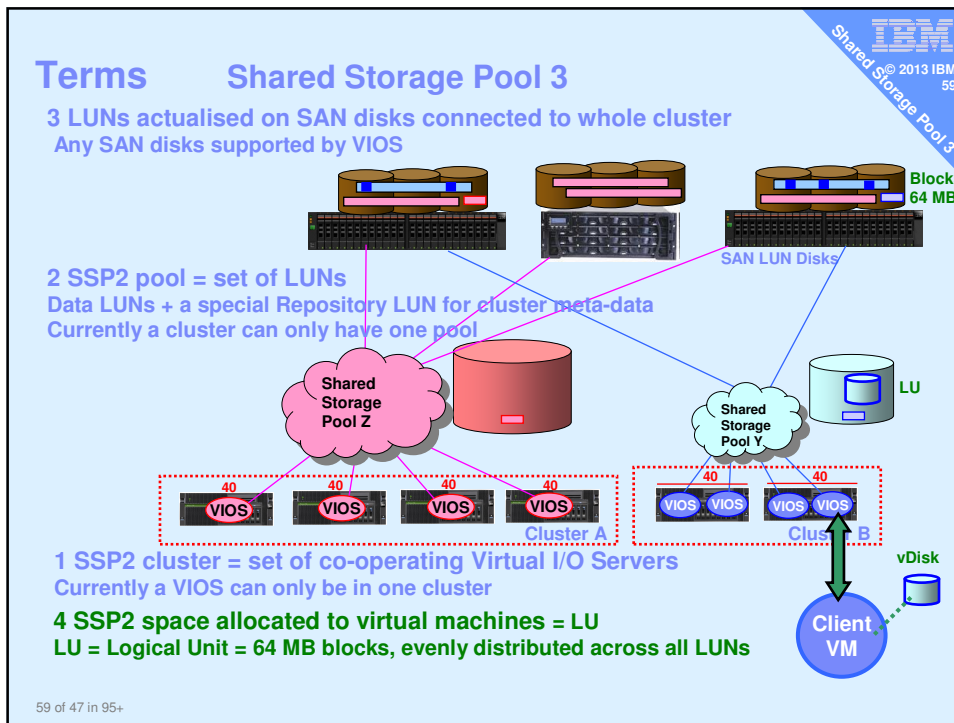 IBM
© 2013 IBM
59
Shared Storage Pool 3
Terms Shared Storage Pool 3
3 LUNs actualised on SAN disks connected to whole cluster
Any SAN disks supported by VIOS
Block
64 MB
SAN LUN Disks
2 SSP2 pool = set of LUNs
Data LUNs + a special Repository LUN for cluster meta-data
Currently a cluster can only have one pool
Shared
Storage
Pool Z
LU
Shared
Storage
Pool Y
40 40 40 40
VIOS VIOS VIOS VIOS
Cluster A
40 40
VIOS VIOS VIOS VIOS
Cluster B
1 SSP2 cluster = set of co-operating Virtual I/O Servers
Currently a VIOS can only be in one cluster
vDisk
4 SSP2 space allocated to virtual machines = LU
LU = Logical Unit = 64 MB blocks, evenly distributed across all LUNs
Client
VM
59 of 47 in 95+